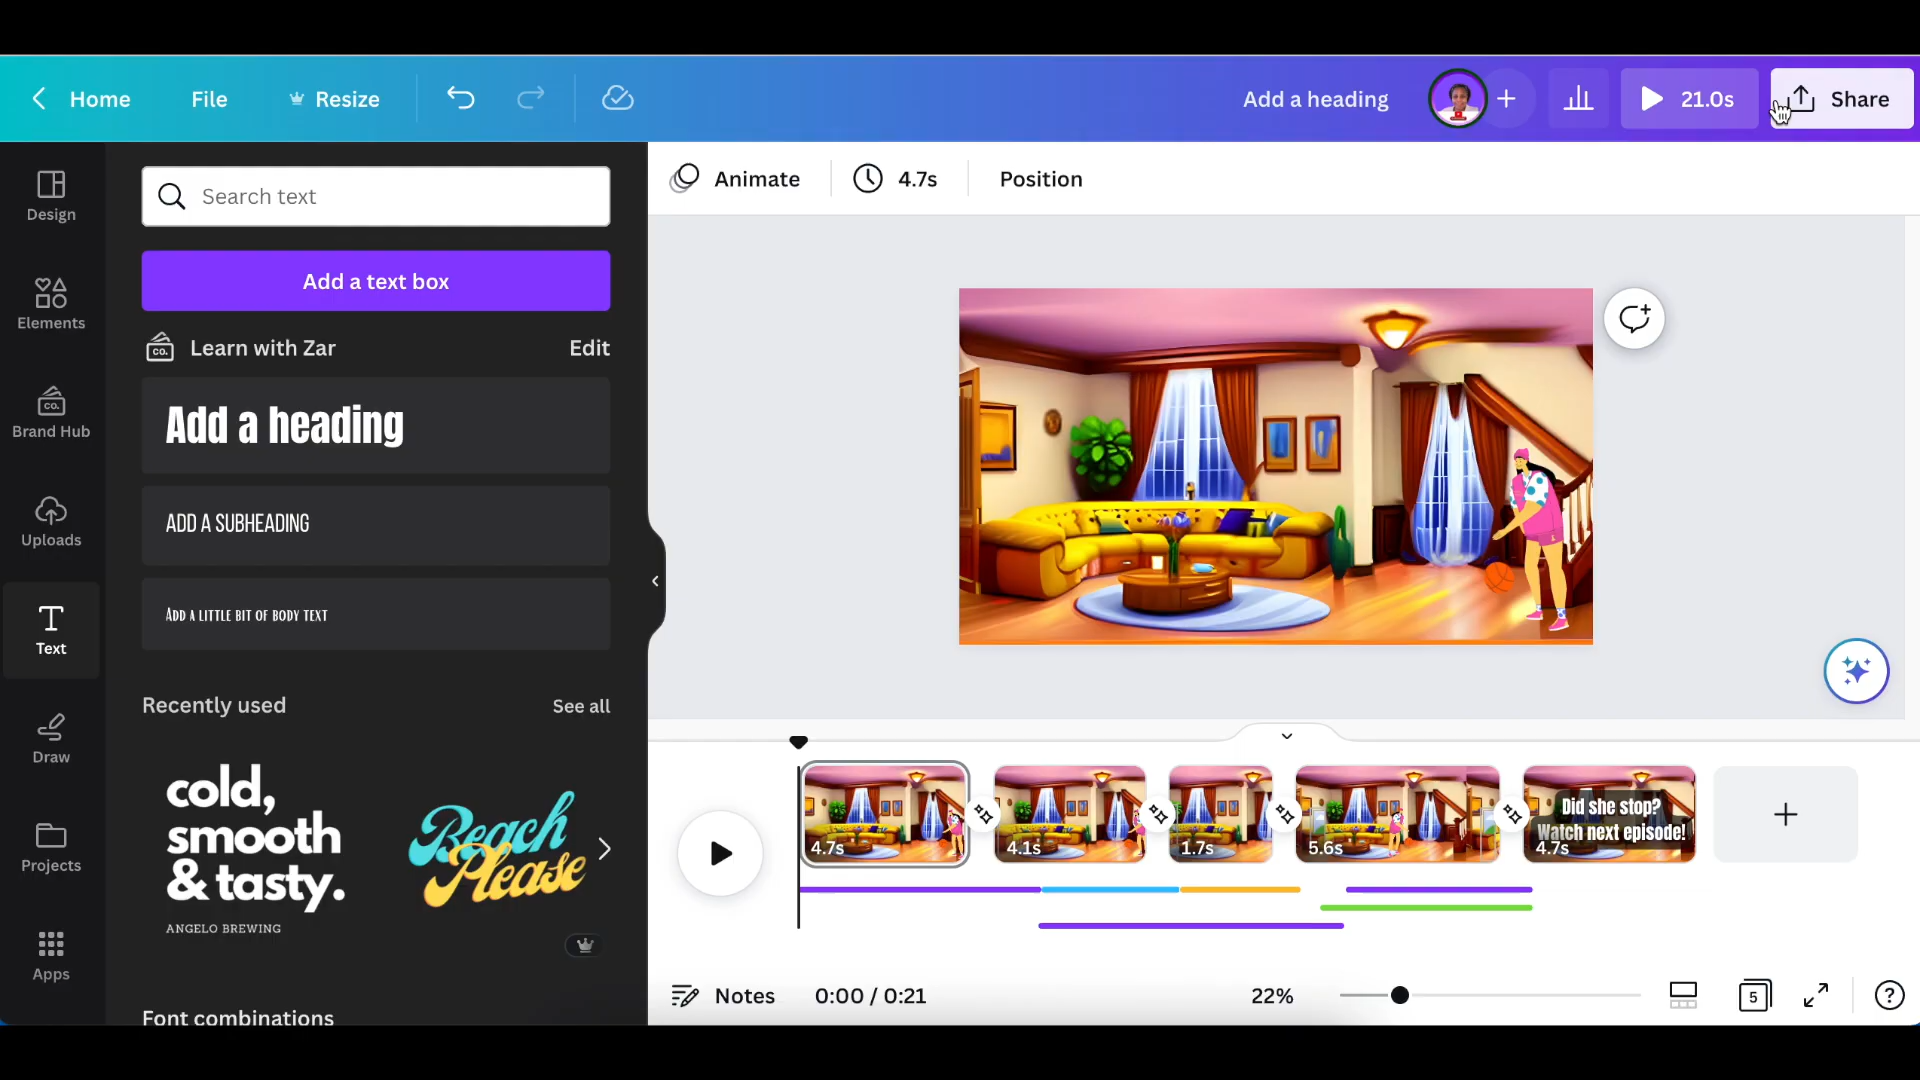 Home
File
Resize
Add a heading
21.0s
Share
Design
Elements
Brand Hub
Uploads
Text
Draw
Projects
Apps
Search text
Add a text box
co.
Learn with Zar
Edit
Add a heading
ADD A SUBHEADING
ADD A LITTLE BIT OF BODY TEXT
Recently used
See all
cold,
smooth
& tasty.
ANGELO BREWING
Beach
Please
Font combinations
Animate
4.7s
Position
4.7s
4.1s
1.7s
5.6s
Did she stop?
Watch next episode!
4.7s
Notes
0:00 / 0:21
22%
5
co.